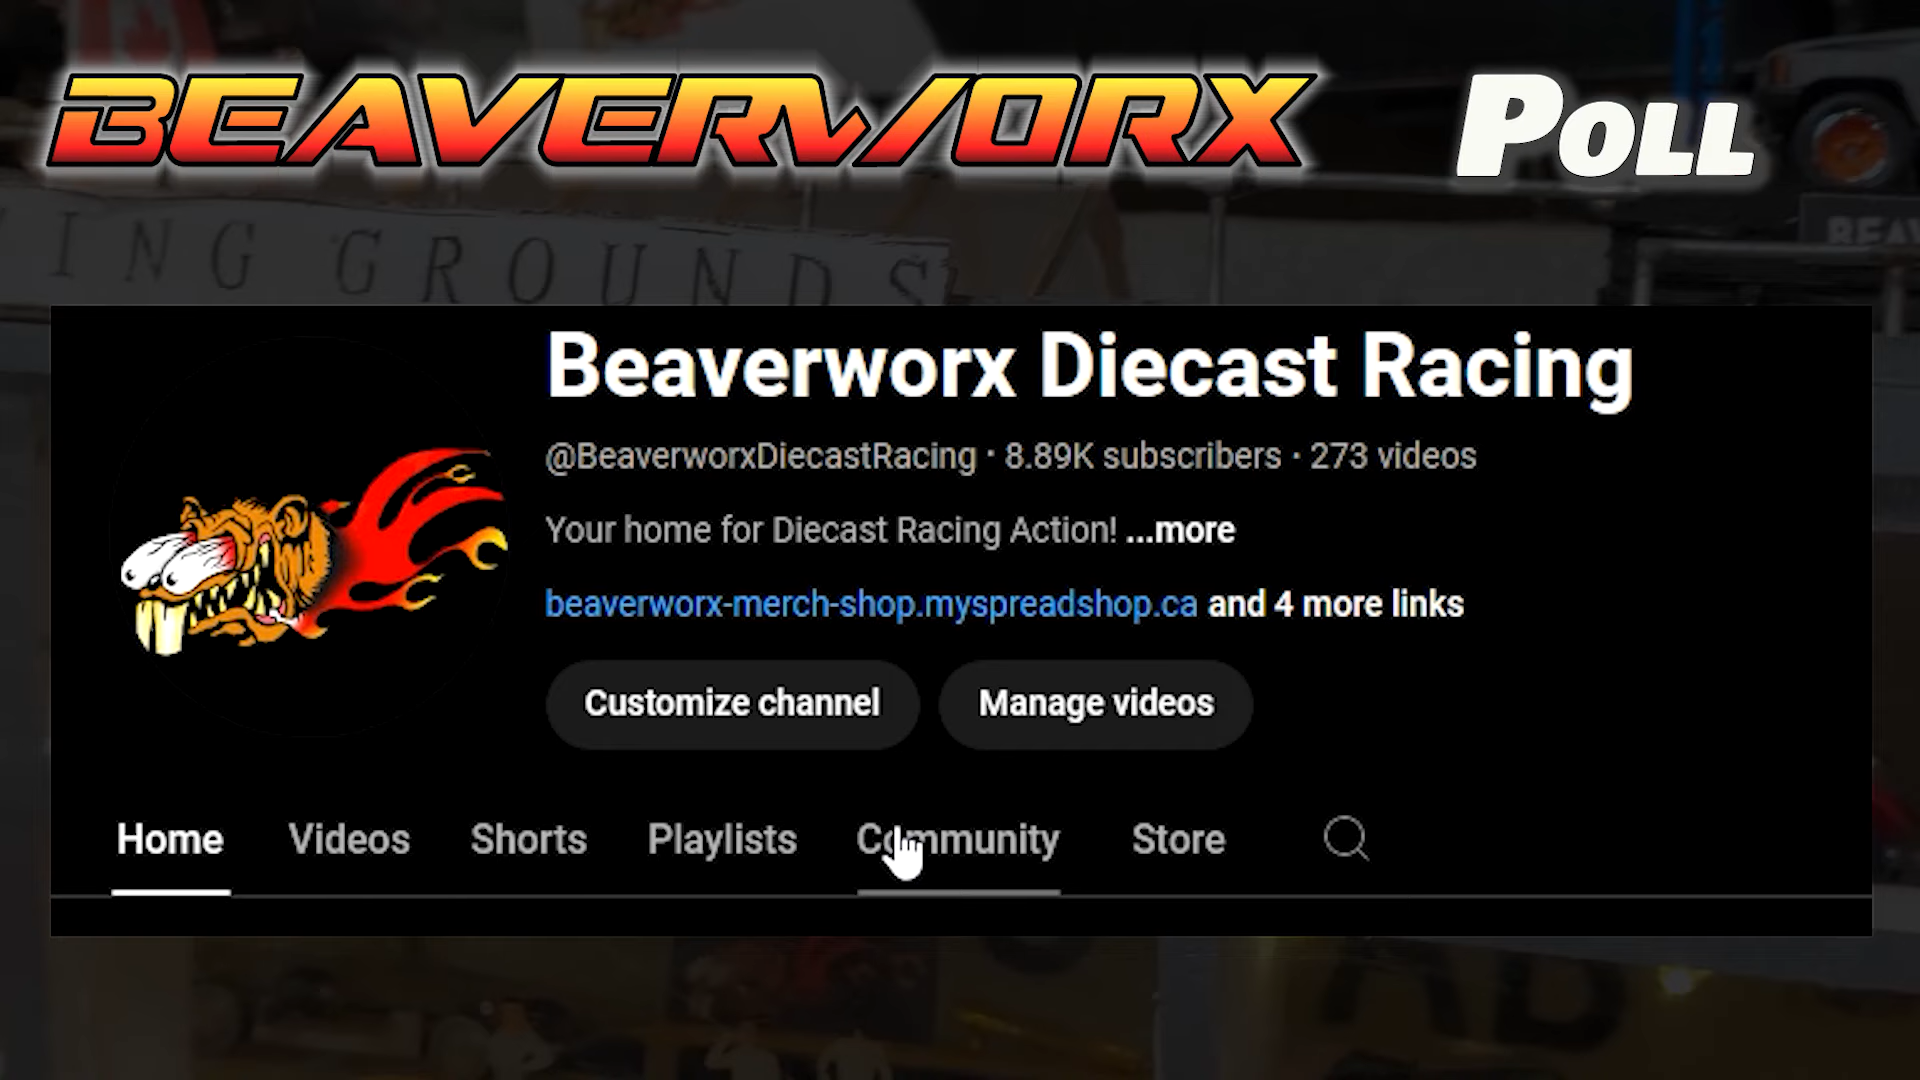 BEAVERWORX Poll
ING GROUNDS
BEAV
Beaverworx Diecast Racing
@BeaverworxDiecastRacing · 8.89K subscribers · 273 videos
Your home for Diecast Racing Action! ...more
beaverworx-merch-shop.myspreadshop.ca and 4 more links
Customize channel Manage videos
Home Videos Shorts Playlists Community Store